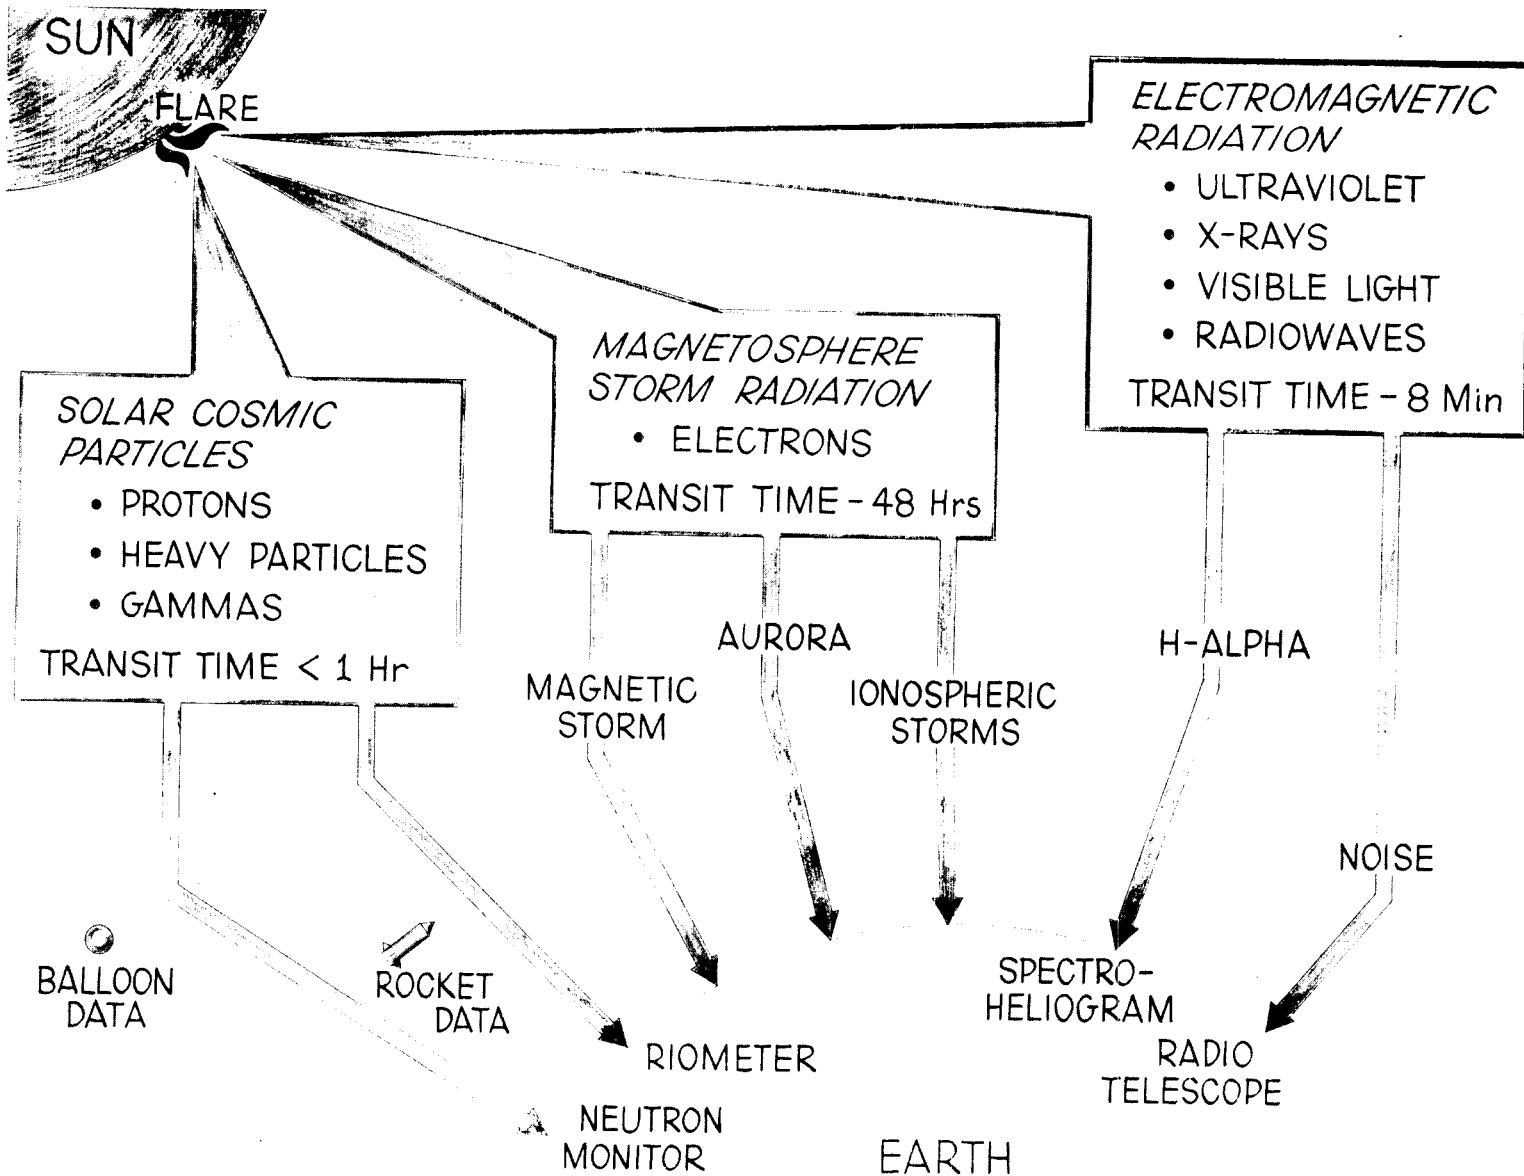 SUN
FLARE
ELECTROMAGNETIC
RADIATION
• ULTRAVIOLET
• X-RAYS
• VISIBLE LIGHT
• RADIOWAVES
TRANSIT TIME - 8 Min
MAGNETOSPHERE
STORM RADIATION
• ELECTRONS
TRANSIT TIME - 48 Hrs
SOLAR COSMIC
PARTICLES
• PROTONS
• HEAVY PARTICLES
• GAMMAS
TRANSIT TIME < 1 Hr
MAGNETIC
STORM
AURORA
IONOSPHERIC
STORMS
H-ALPHA
NOISE
BALLOON
DATA
ROCKET
DATA
RIOMETER
NEUTRON
MONITOR
SPECTRO-
HELIOGRAM
RADIO
TELESCOPE
EARTH